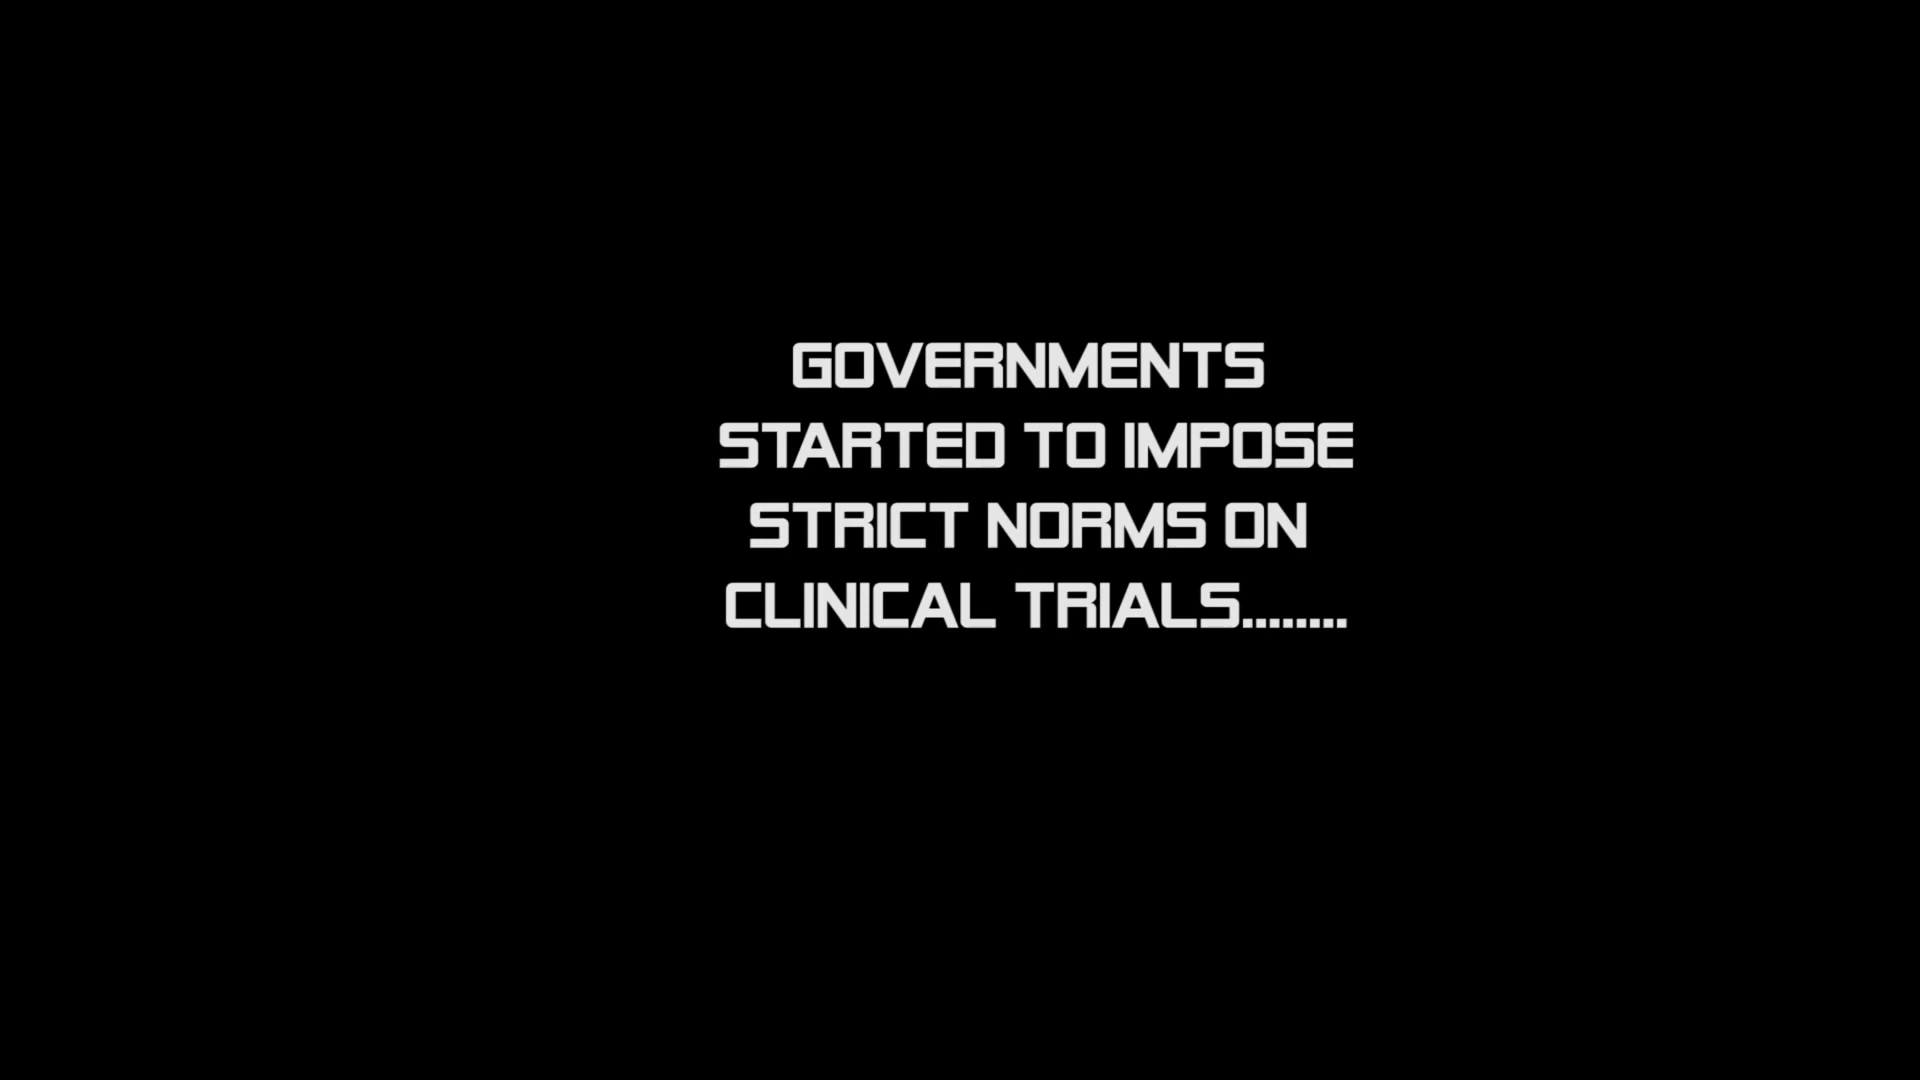 GOVERNMENTS
STARTED TO IMPOSE
STRICT NORMS ON
CLINICAL TRIALS........